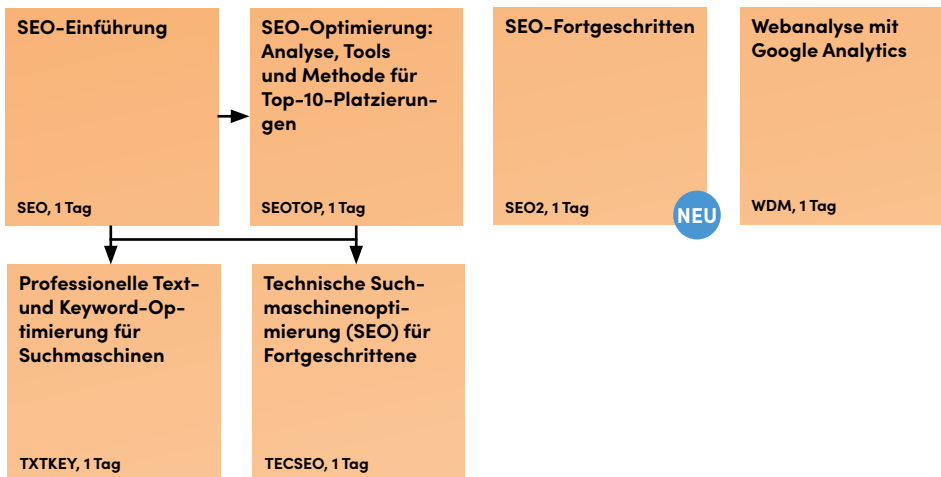 SEO-Einführung
SEO, 1 Tag
SEO-Optimierung:
Analyse, Tools
und Methode für
Top-10-Platzierun-
gen
SEOTOP, 1 Tag
SEO-Fortgeschritten
SEO2, 1 Tag
NEU
Webanalyse mit
Google Analytics
WDM, 1 Tag
Professionelle Text-
und Keyword-Op-
timierung für
Suchmaschinen
TXTKEY, 1 Tag
Technische Such-
maschinenopti-
mierung (SEO) für
Fortgeschrittene
TECSEO, 1 Tag